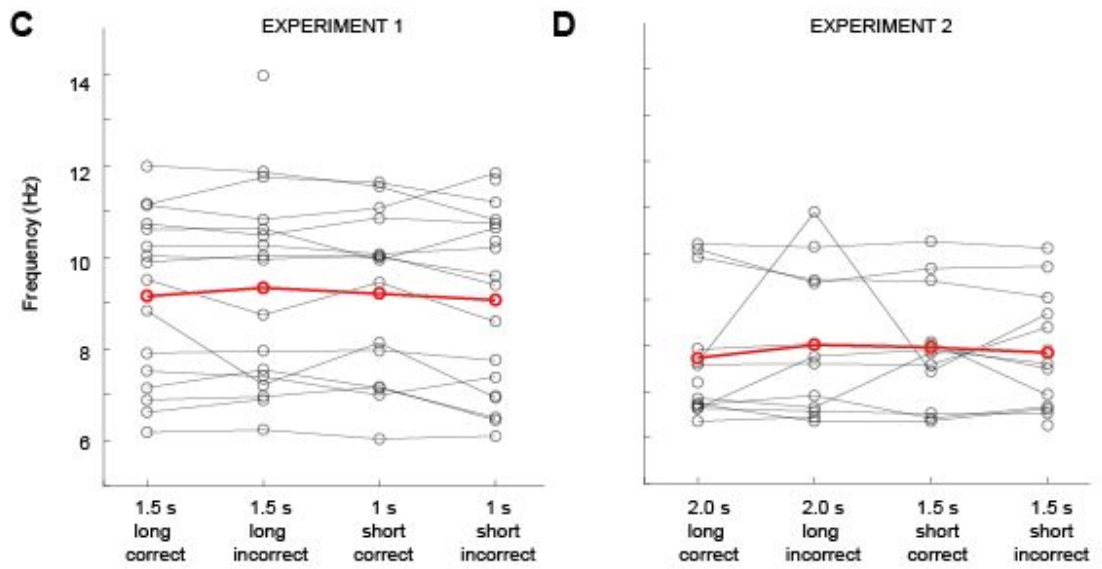 C
EXPERIMENT 1
D
EXPERIMENT 2
Frequency (Hz)
14
12
10
8
6
1.5 s
long
correct
1.5 s
long
incorrect
1 s
short
correct
1 s
short
incorrect
2.0 s
long
correct
2.0 s
long
incorrect
1.5 s
short
correct
1.5 s
short
incorrect